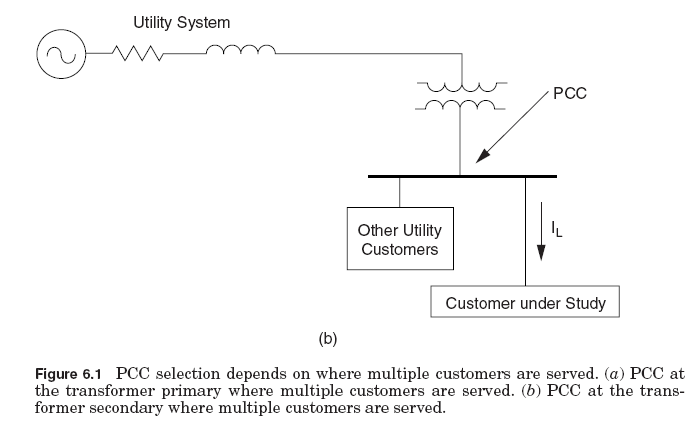 Utility System
PCC
Other Utility
Customers
I_L
Customer under Study
(b)
Figure 6.1 PCC selection depends on where multiple customers are served. (a) PCC at
the transformer primary where multiple customers are served. (b) PCC at the trans-
former secondary where multiple customers are served.